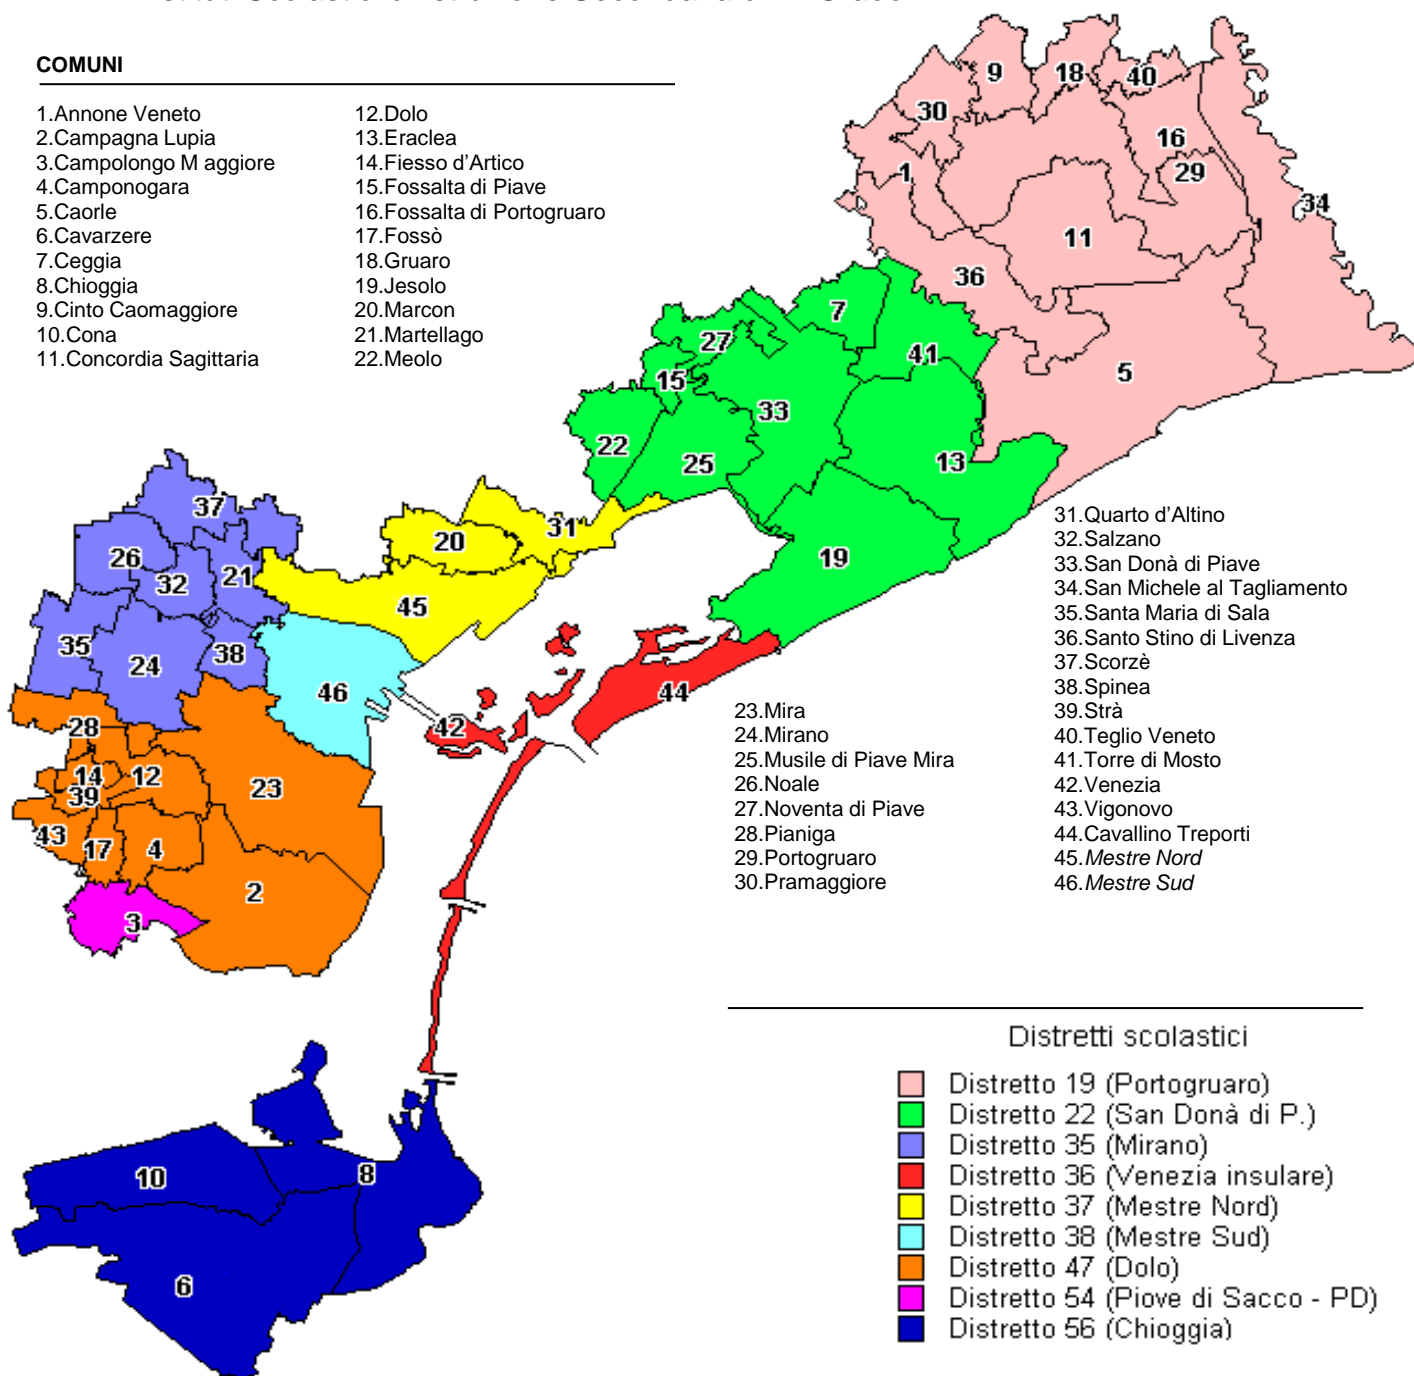 COMUNI
1.Annone Veneto
2.Campagna Lupia
3.Campolongo M aggiore
4.Camponogara
5.Caorle
6.Cavarzere
7.Ceggia
8.Chioggia
9.Cinto Caomaggiore
10.Cona
11.Concordia Sagittaria
12.Dolo
13.Eraclea
14.Fiesso d'Artico
15.Fossalta di Piave
16.Fossalta di Portogruaro
17.Fossò
18.Gruaro
19.Jesolo
20.Marcon
21.Martellago
22.Meolo
9
18
40
30
16
1
29
34
11
36
7
27
41
15
5
33
22
25
13
37
31
20
26
32
21
19
45
35
24
38
46
44
28
42
14
12
23
39
43
17
4
2
3
8
10
6
23.Mira
24.Mirano
25.Musile di Piave Mira
26.Noale
27.Noventa di Piave
28.Pianiga
29.Portogruaro
30.Pramaggiore
31.Quarto d'Altino
32.Salzano
33.San Donà di Piave
34.San Michele al Tagliamento
35.Santa Maria di Sala
36.Santo Stino di Livenza
37.Scorzè
38.Spinea
39.Strà
40.Teglio Veneto
41.Torre di Mosto
42.Venezia
43.Vigonovo
44.Cavallino Treporti
45.Mestre Nord
46.Mestre Sud
Distretti scolastici
Distretto 19 (Portogruaro)
Distretto 22 (San Donà di P.)
Distretto 35 (Mirano)
Distretto 36 (Venezia insulare)
Distretto 37 (Mestre Nord)
Distretto 38 (Mestre Sud)
Distretto 47 (Dolo)
Distretto 54 (Piove di Sacco - PD)
Distretto 56 (Chioggia)